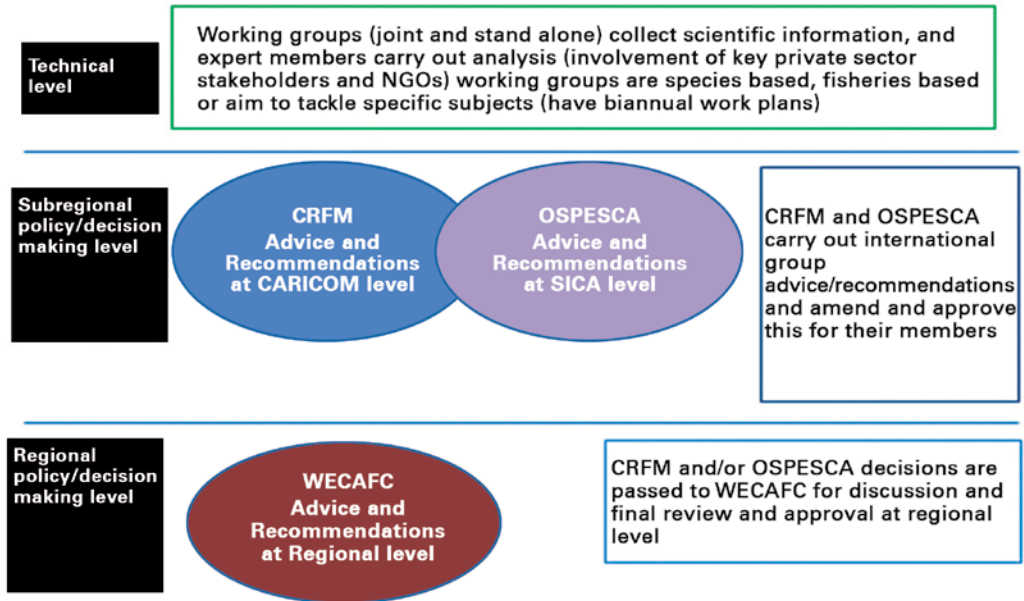 Technical
level
Working groups (joint and stand alone) collect scientific information, and
expert members carry out analysis (involvement of key private sector
stakeholders and NGOs) working groups are species based, fisheries based
or aim to tackle specific subjects (have biannual work plans)
Subregional
policy/decision
making level
CRFM
Advice and
Recommendations
at CARICOM level
OSPESCA
Advice and
Recommendations
at SICA level
CRFM and OSPESCA
carry out international
group
advice/recommendations
and amend and approve
this for their members
Regional
policy/decision
making level
WECAFC
Advice and
Recommendations
at Regional level
CRFM and/or OSPESCA decisions are
passed to WECAFC for discussion and
final review and approval at regional
level